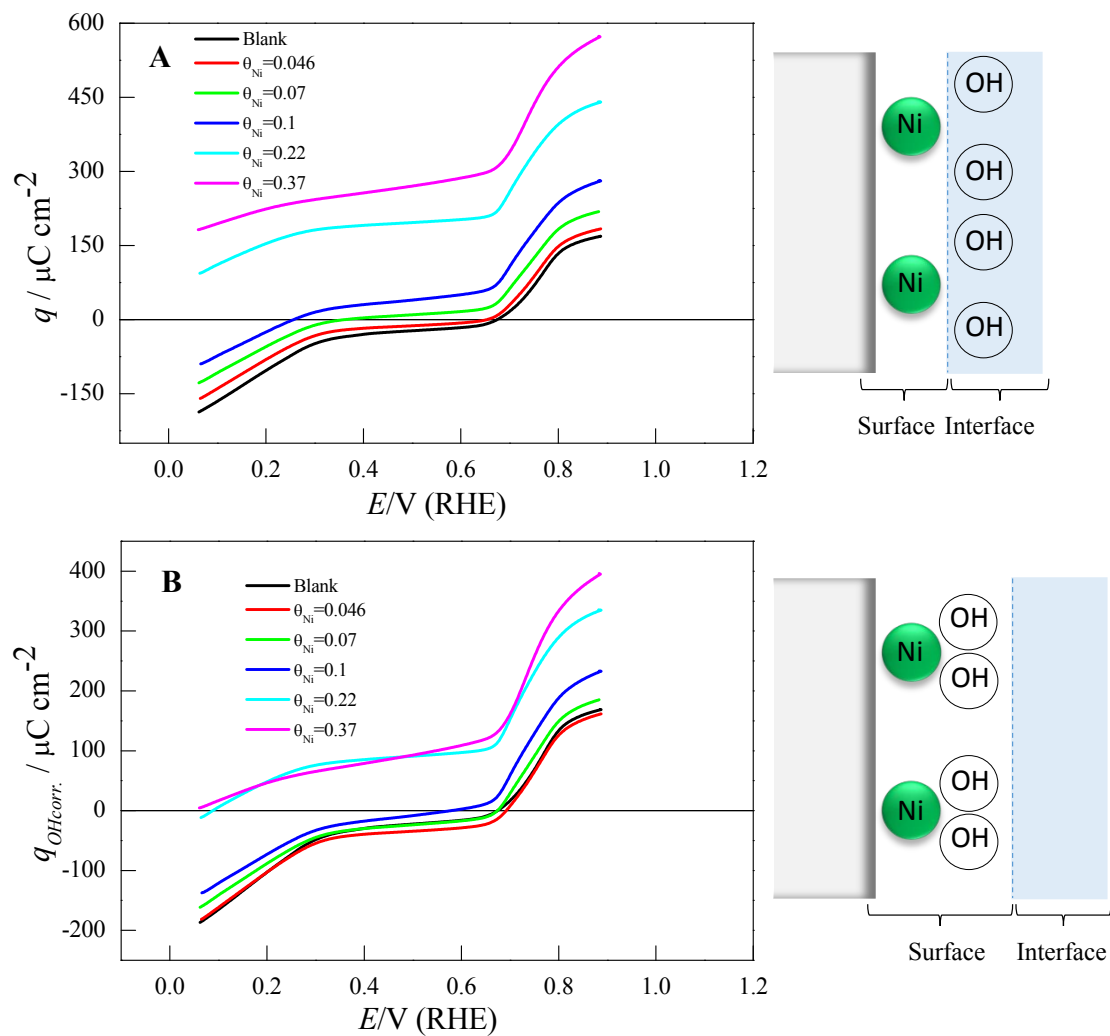 A
Blank
θNi=0.046
θNi=0.07
θNi=0.1
θNi=0.22
θNi=0.37
600
450
300
150
0
-150
q / μC cm-2
0.0 0.2 0.4 0.6 0.8 1.0 1.2
E/V (RHE)
OH
Ni
OH
OH
Ni
OH
Surface Interface
B
Blank
θNi=0.046
θNi=0.07
θNi=0.1
θNi=0.22
θNi=0.37
400
300
200
100
0
-100
-200
qOHcorr. / μC cm-2
0.0 0.2 0.4 0.6 0.8 1.0 1.2
E/V (RHE)
OH
Ni
OH
OH
Ni
OH
Surface Interface